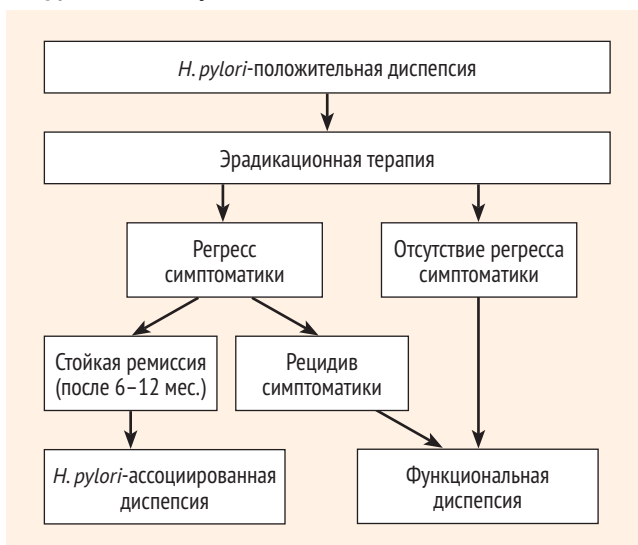 H. pylori-положительная диспепсия
Эрадикационная терапия
Регресс
симптоматики
Отсутствие регресса
симптоматики
Стойкая ремиссия
(после 6–12 мес.)
Рецидив
симптоматики
H. pylori-ассоциированная
диспепсия
Функциональная
диспепсия